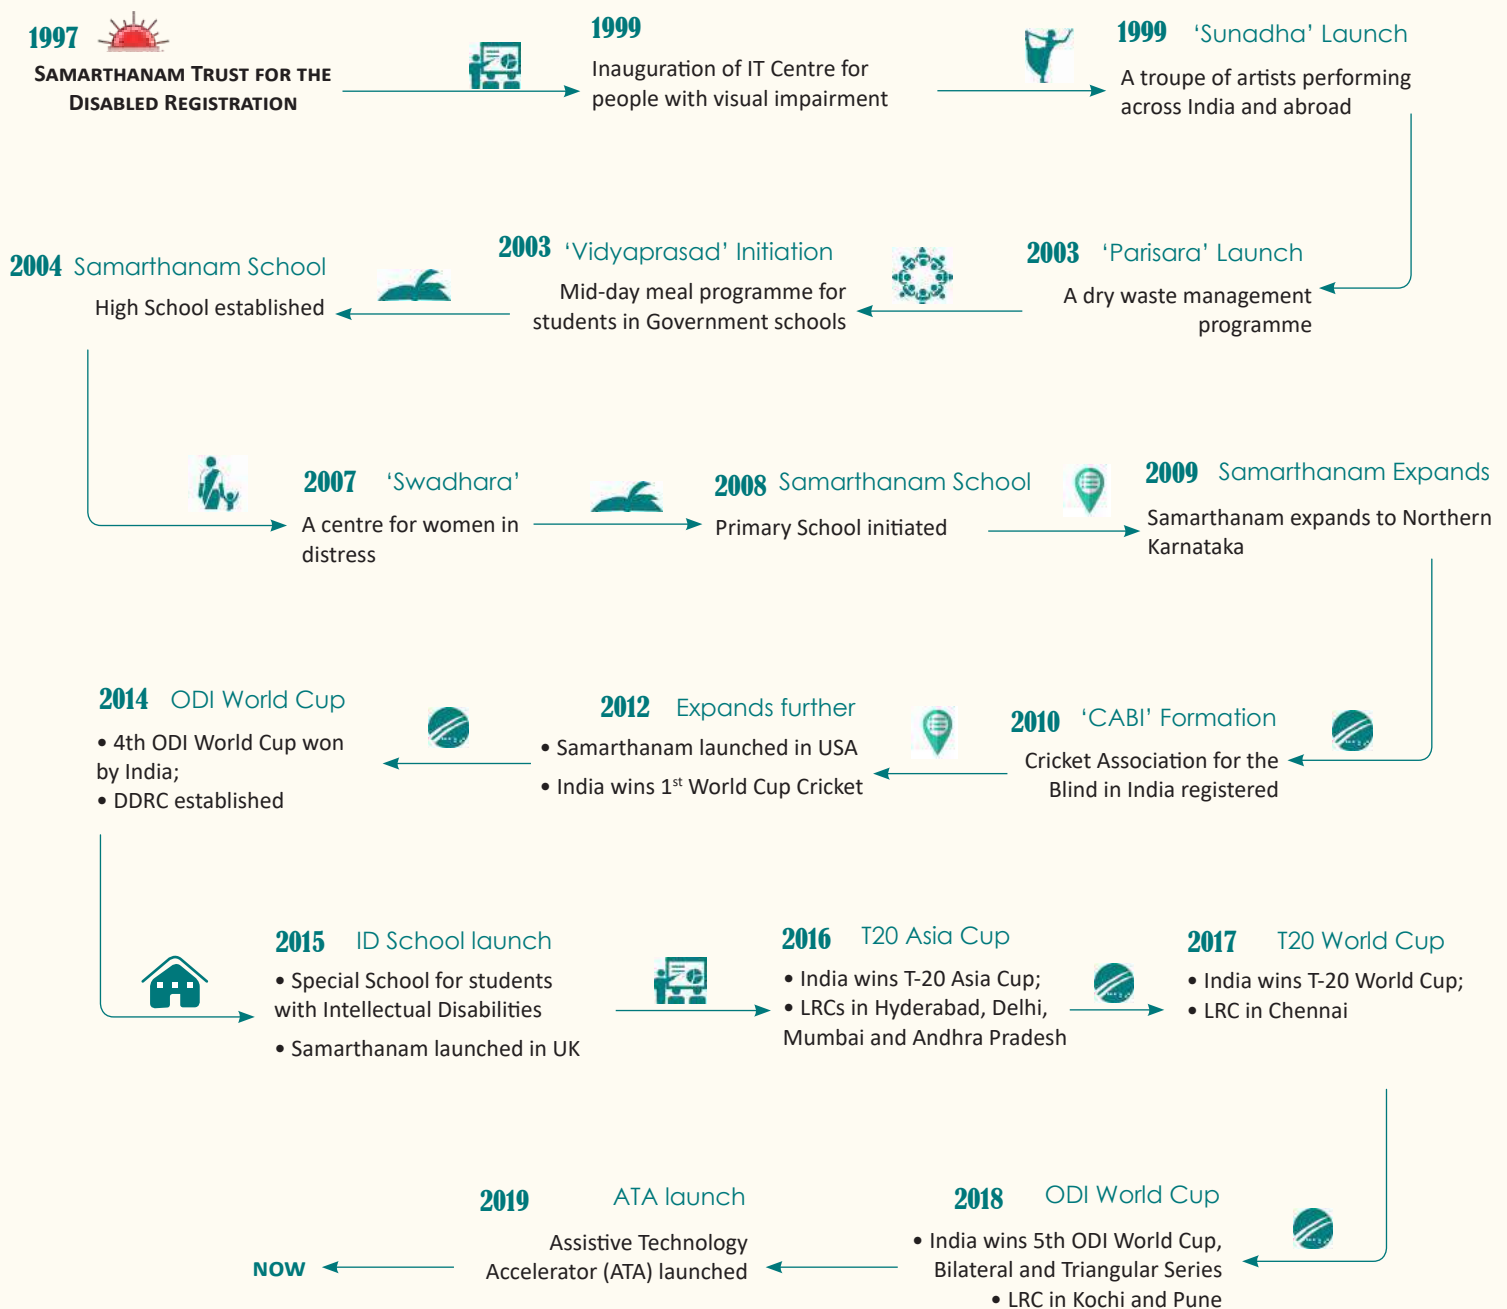 1997
SAMARTHANAM TRUST FOR THE
DISABLED REGISTRATION
1999
Inauguration of IT Centre for
people with visual impairment
1999 ‘Sunadha’ Launch
A troupe of artists performing
across India and abroad
2003 ‘Parisara’ Launch
A dry waste management
programme
2003 ‘Vidyaprasad’ Initiation
Mid-day meal programme for
students in Government schools
2004 Samarthanam School
High School established
2007 ‘Swadhara’
A centre for women in
distress
2008 Samarthanam School
Primary School initiated
2009 Samarthanam Expands
Samarthanam expands to Northern
Karnataka
2010 ‘CABI’ Formation
Cricket Association for the
Blind in India registered
2012 Expands further
• Samarthanam launched in USA
• India wins 1st World Cup Cricket
2014 ODI World Cup
• 4th ODI World Cup won
by India;
• DDRC established
2015 ID School launch
• Special School for students
with Intellectual Disabilities
• Samarthanam launched in UK
2016 T20 Asia Cup
• India wins T-20 Asia Cup;
• LRCs in Hyderabad, Delhi,
Mumbai and Andhra Pradesh
2017 T20 World Cup
• India wins T-20 World Cup;
• LRC in Chennai
2018 ODI World Cup
• India wins 5th ODI World Cup,
Bilateral and Triangular Series
• LRC in Kochi and Pune
2019 ATA launch
Assistive Technology
Accelerator (ATA) launched
NOW